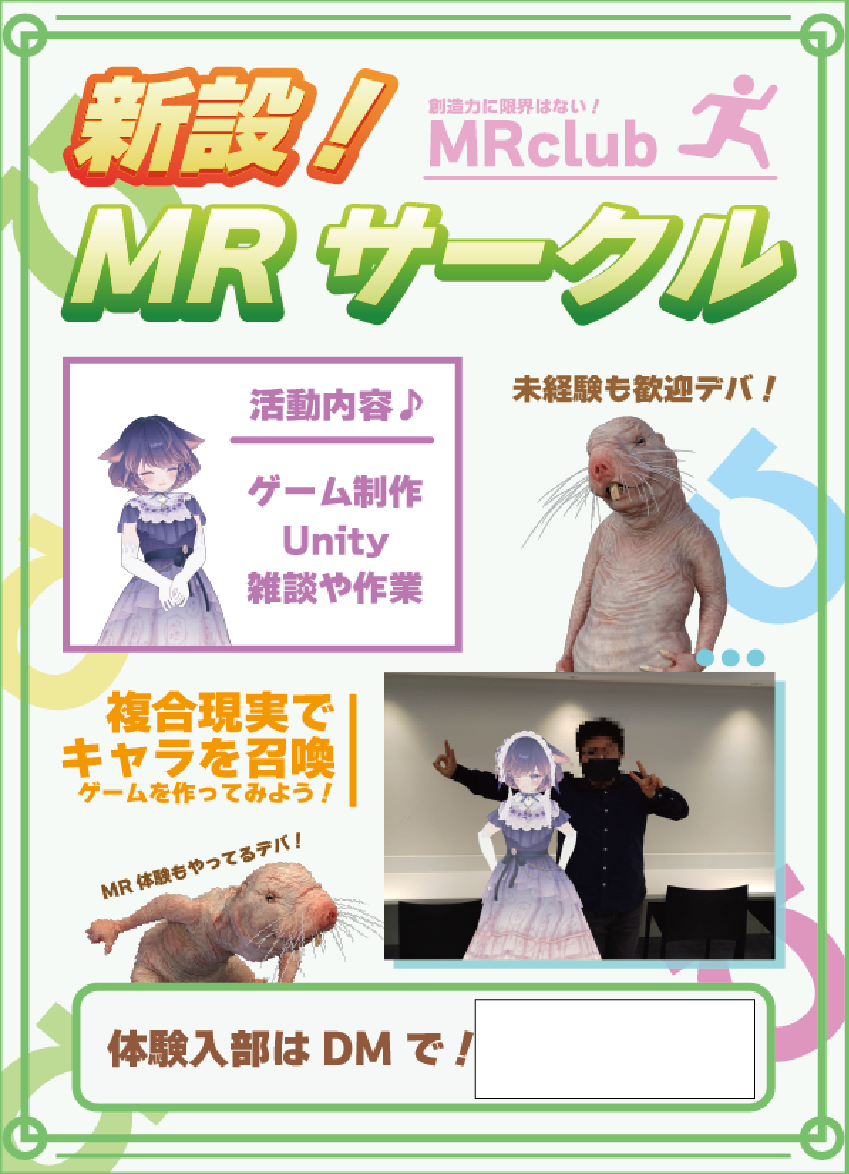 新設！
創造力に限界はない！
MRclub
MR サークル
活動内容♪
ゲーム制作
Unity
雑談や作業
未経験も歓迎デバ！
複合現実で
キャラを召喚
ゲームを作ってみよう！
MR 体験もやってるデバ！
体験入部は DM で！